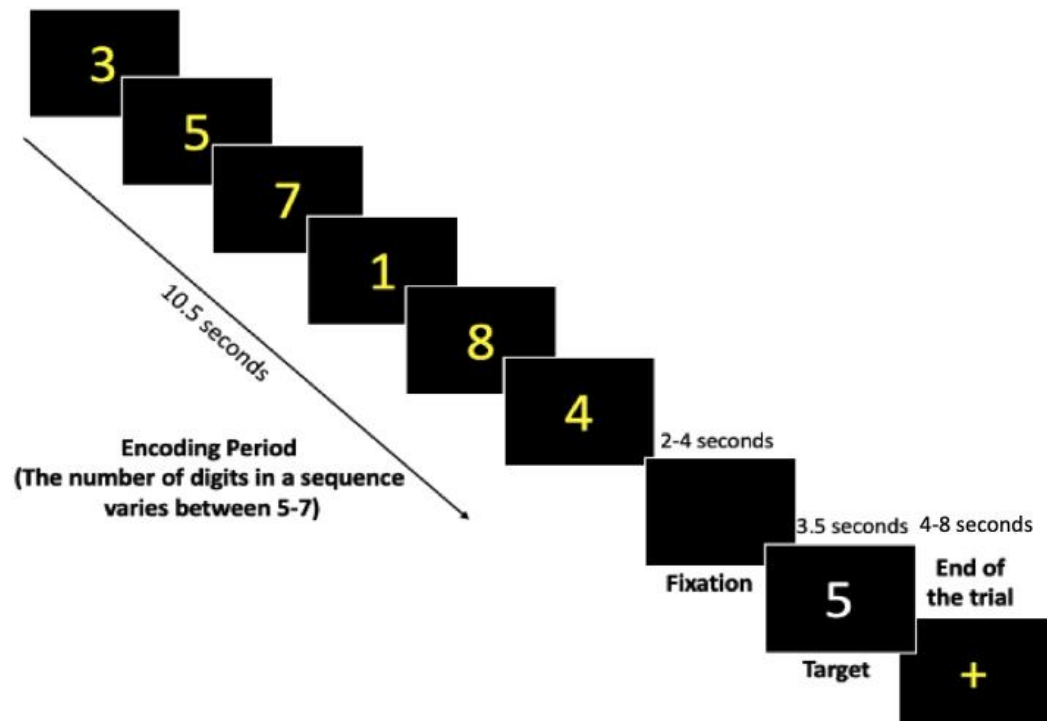 3
5
7
1
8
4
10.5 seconds
Encoding Period
(The number of digits in a sequence
varies between 5-7)
2-4 seconds
Fixation
3.5 seconds
5
Target
4-8 seconds
End of
the trial
+